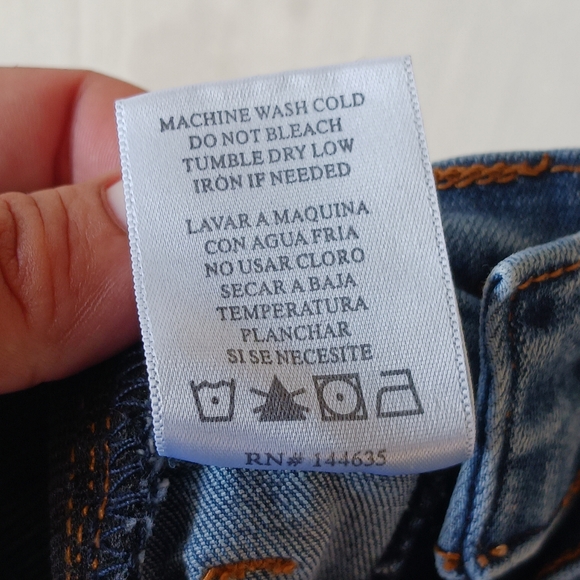 MACHINE WASH COLD
DO NOT BLEACH
TUMBLE DRY LOW
IRON IF NEEDED
LAVAR A MAQUINA
CON AGUA FRIA
NO USAR CLORO
SECAR A BAJA
TEMPERATURA
PLANCHAR
SI SE NECESITE
RN# 144635